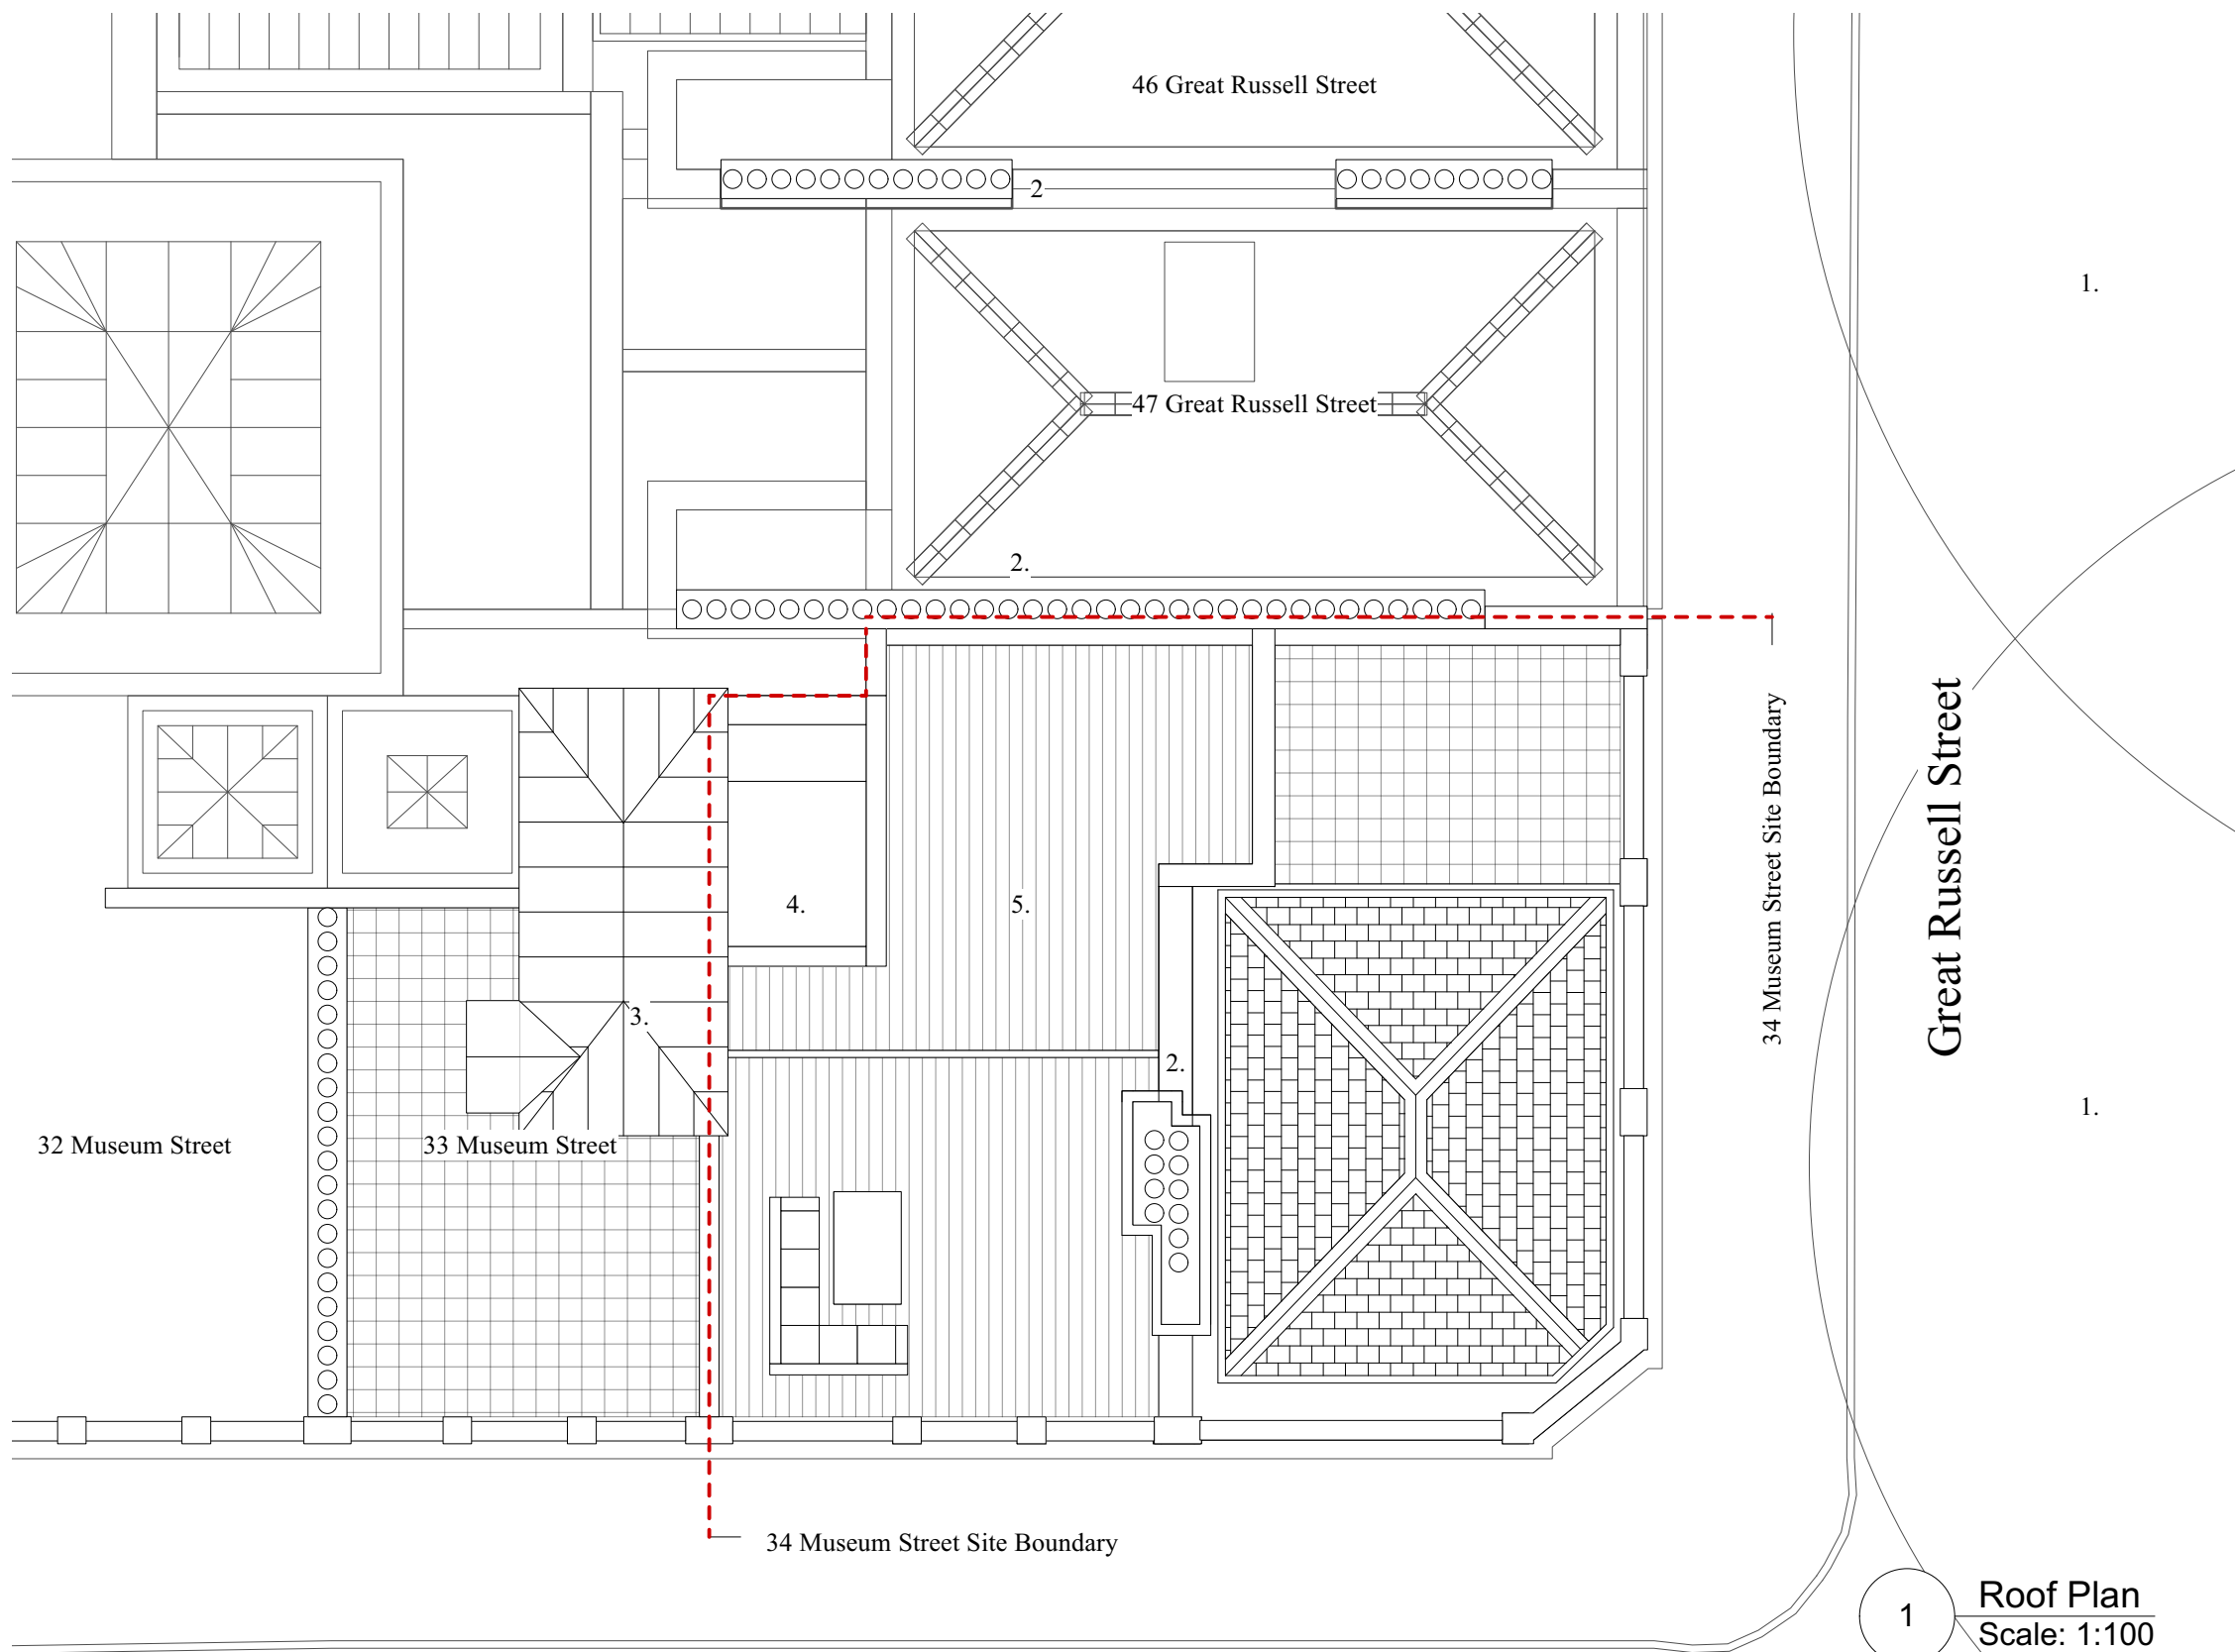 46 Great Russell Street
2
1.
47 Great Russell Street
2.
34 Museum Street Site Boundary
Great Russell Street
4.
5.
3.
2.
1.
32 Museum Street
33 Museum Street
34 Museum Street Site Boundary
1
Roof Plan
Scale: 1:100